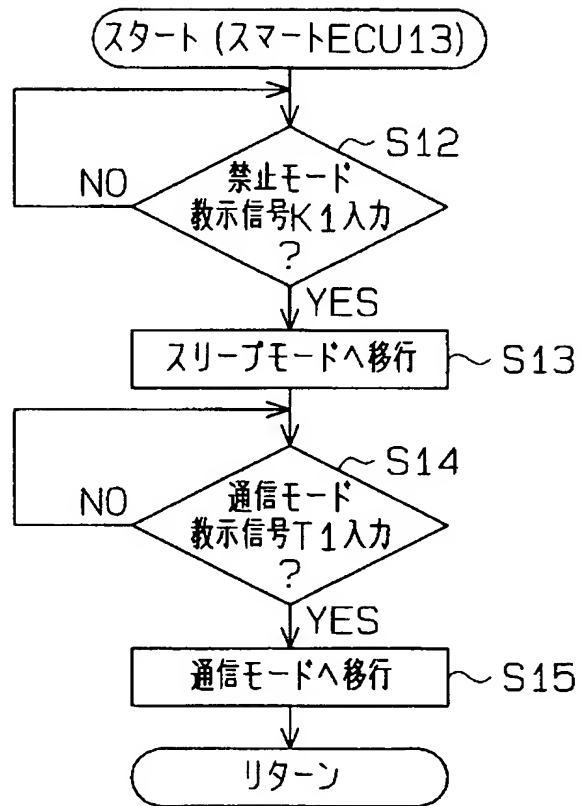 スタート(スマートECU13)
S12
禁止モード
教示信号K1入力
?
NO
YES
スリープモードへ移行
S13
S14
通信モード
教示信号T1入力
?
NO
YES
通信モードへ移行
S15
リターン